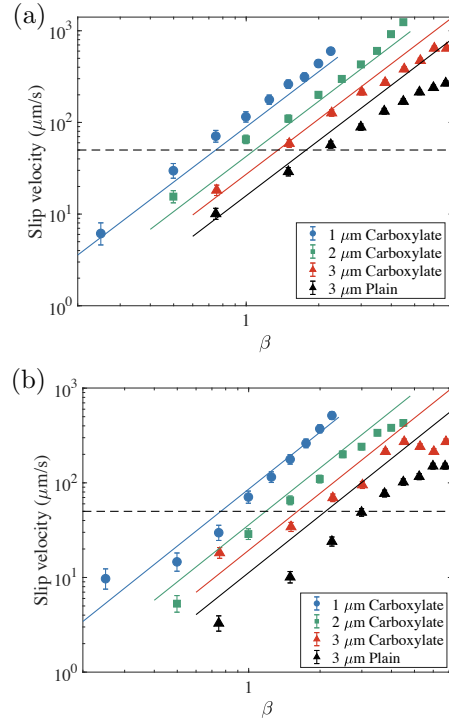 (a)
10^3
10^2
10^1
10^0
Slip velocity (μm/s)
1 μm Carboxylate
2 μm Carboxylate
3 μm Carboxylate
3 μm Plain
1
β
(b)
10^3
10^2
10^1
10^0
Slip velocity (μm/s)
1 μm Carboxylate
2 μm Carboxylate
3 μm Carboxylate
3 μm Plain
1
β